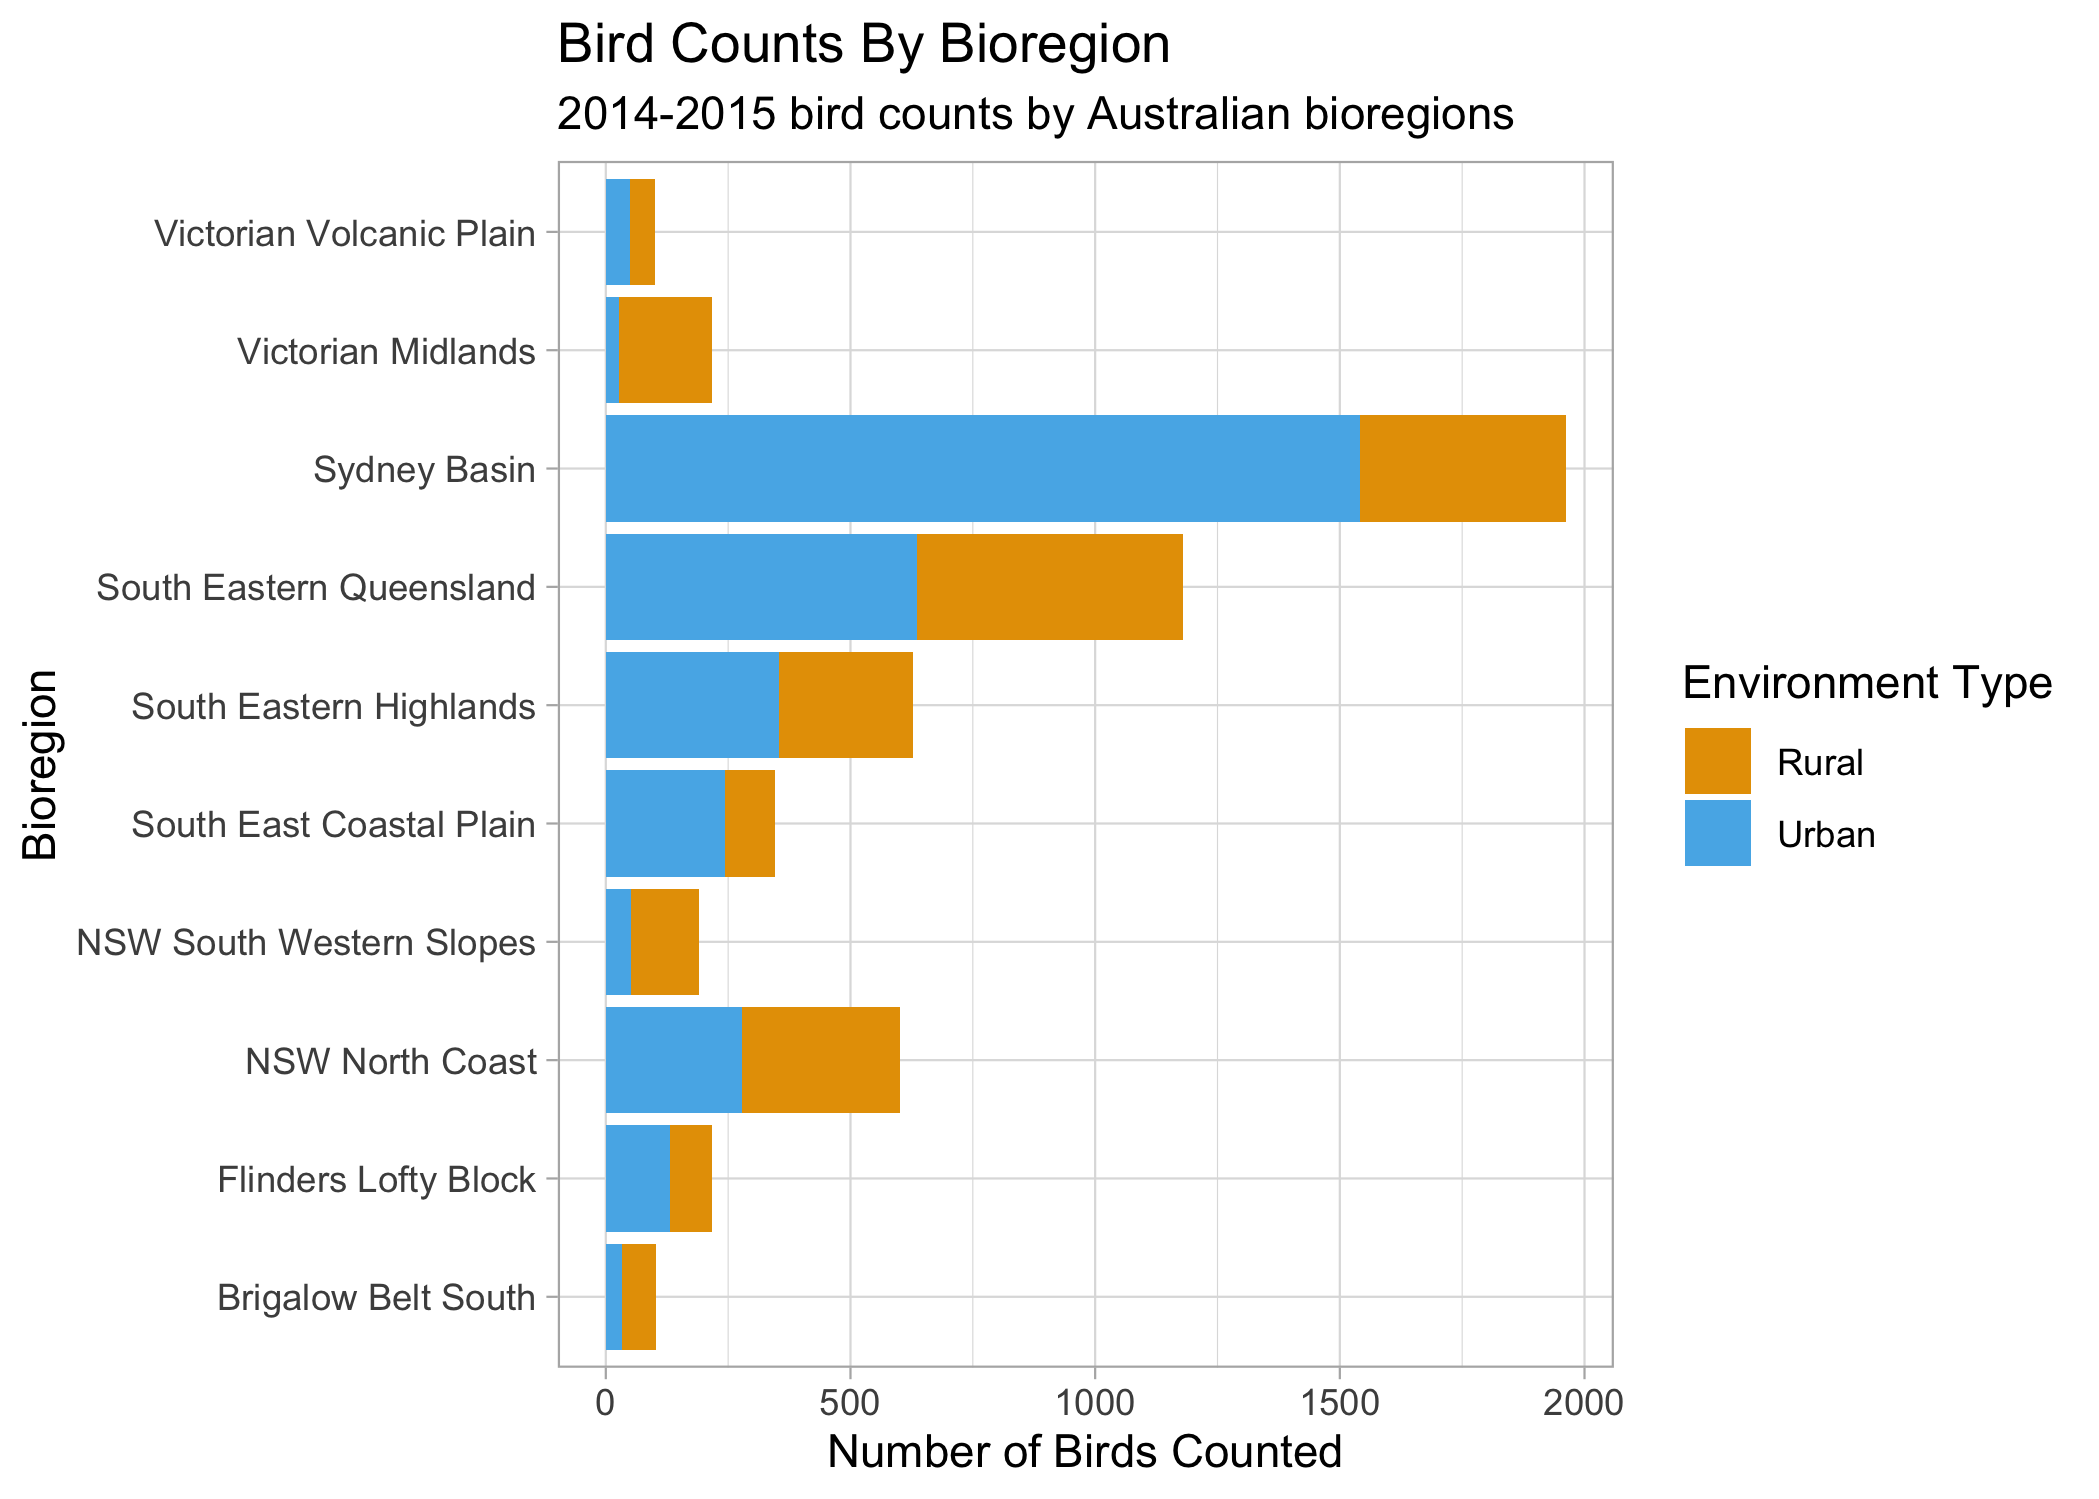 Bird Counts By Bioregion
2014-2015 bird counts by Australian bioregions
Bioregion
Victorian Volcanic Plain
Victorian Midlands
Sydney Basin
South Eastern Queensland
South Eastern Highlands
South East Coastal Plain
NSW South Western Slopes
NSW North Coast
Flinders Lofty Block
Brigalow Belt South
0 500 1000 1500 2000
Number of Birds Counted
Environment Type
Rural
Urban